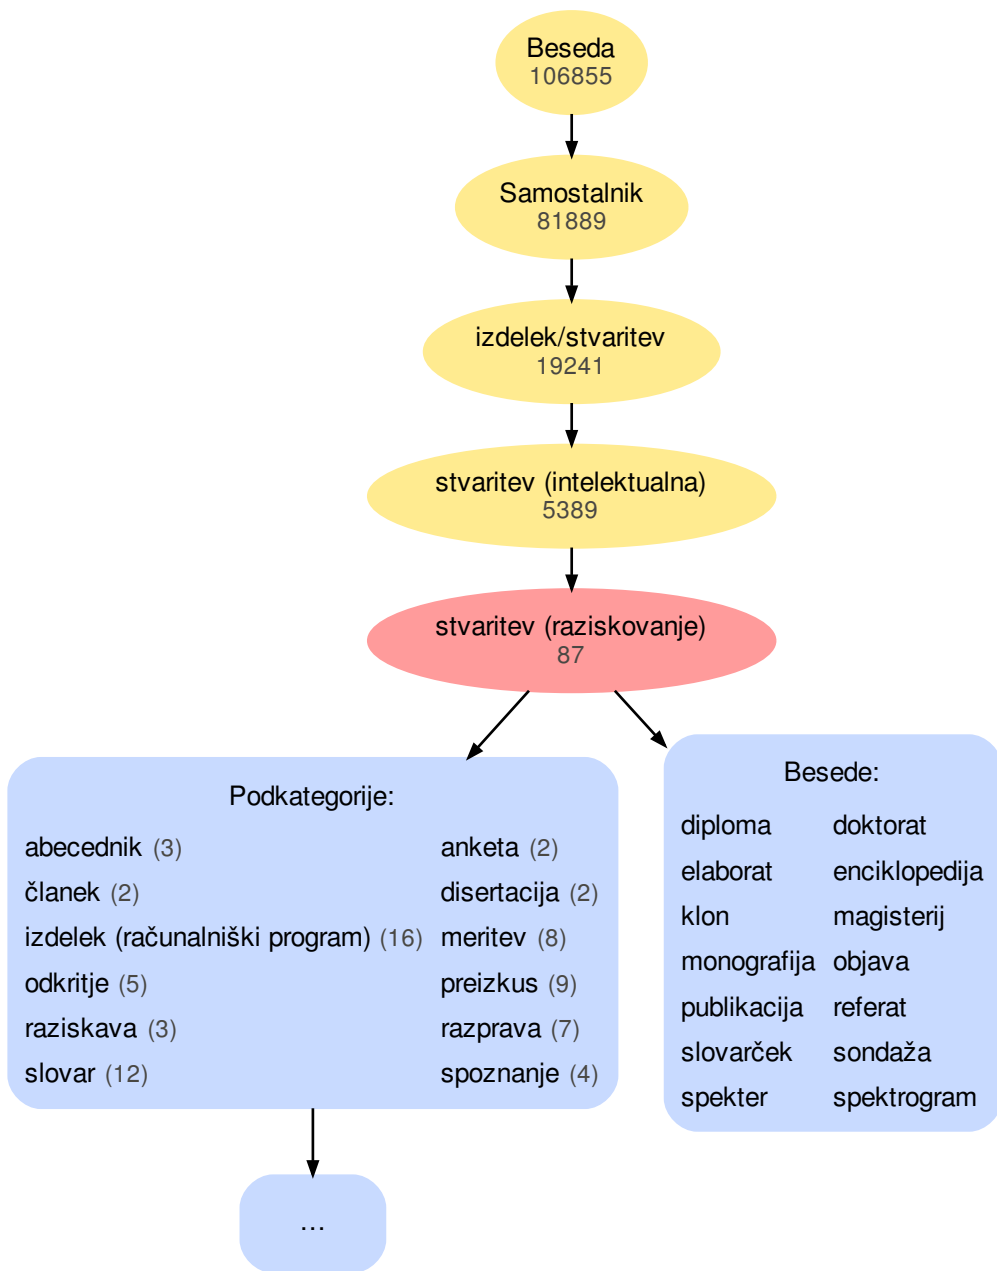 Beseda
106855
Samostalnik
81889
izdelek/stvaritev
19241
stvaritev (intelektualna)
5389
stvaritev (raziskovanje)
87
Podkategorije:
abecednik (3) anketa (2)
članek (2) disertacija (2)
izdelek (računalniški program) (16) meritev (8)
odkritje (5) preizkus (9)
raziskava (3) razprava (7)
slovar (12) spoznanje (4)
Besede:
diploma doktorat
elaborat enciklopedija
klon magisterij
monografija objava
publikacija referat
slovarček sondaža
spekter spektrogram
...